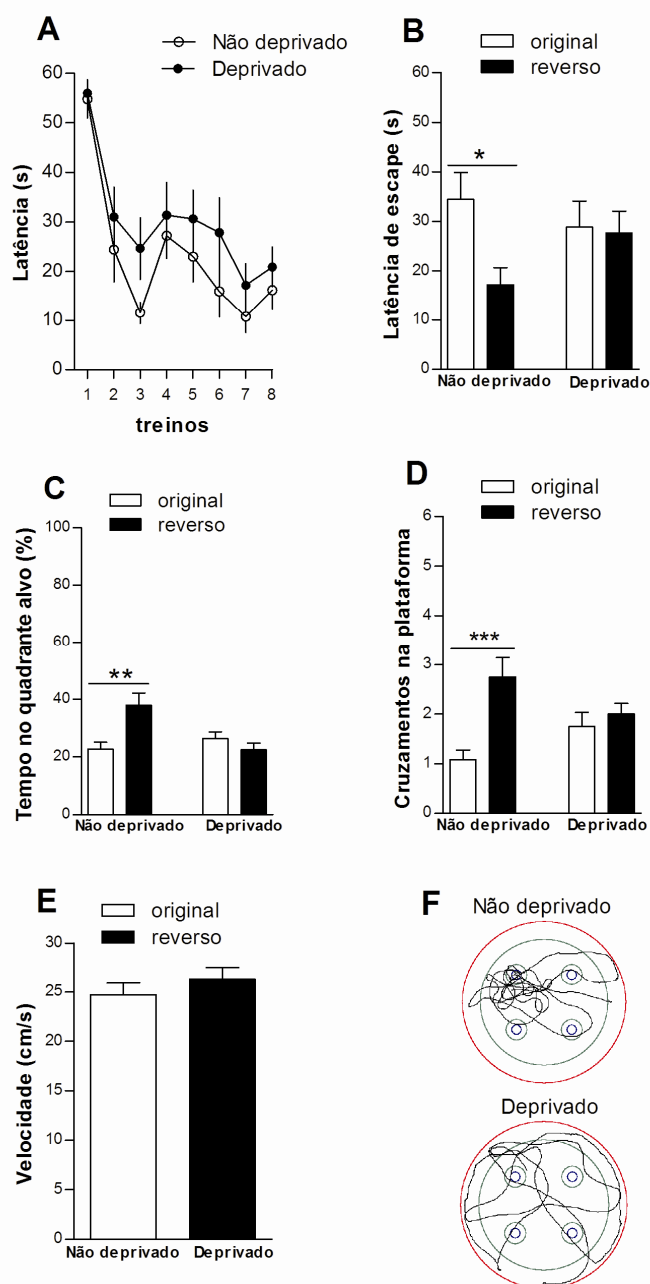 A
Não deprivado
Deprivado
Latência (s)
60
50
40
30
20
10
0
1 2 3 4 5 6 7 8
treinos
B
original
reverso
Latência de escape (s)
60
50
40
30
20
10
0
*
Não deprivado Deprivado
C
original
reverso
Tempo no quadrante alvo (%)
100
80
60
40
20
0
**
Não deprivado Deprivado
D
original
reverso
Cruzamentos na plataforma
6
5
4
3
2
1
0
***
Não deprivado Deprivado
E
original
reverso
Velocidade (cm/s)
30
25
20
15
10
5
0
Não deprivado Deprivado
F
Não deprivado
Deprivado